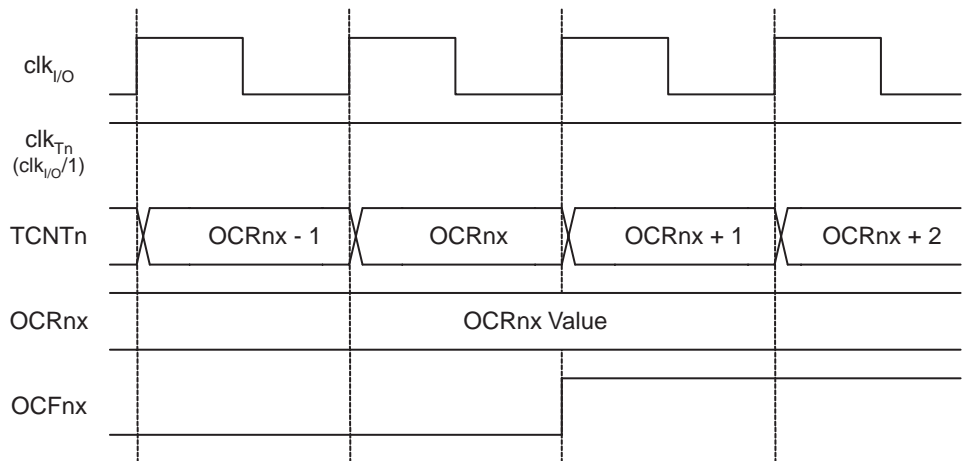 clkI/O
clkTn
(clkI/O/1)
TCNTn OCRnx - 1 OCRnx OCRnx + 1 OCRnx + 2
OCRnx OCRnx Value
OCFnx